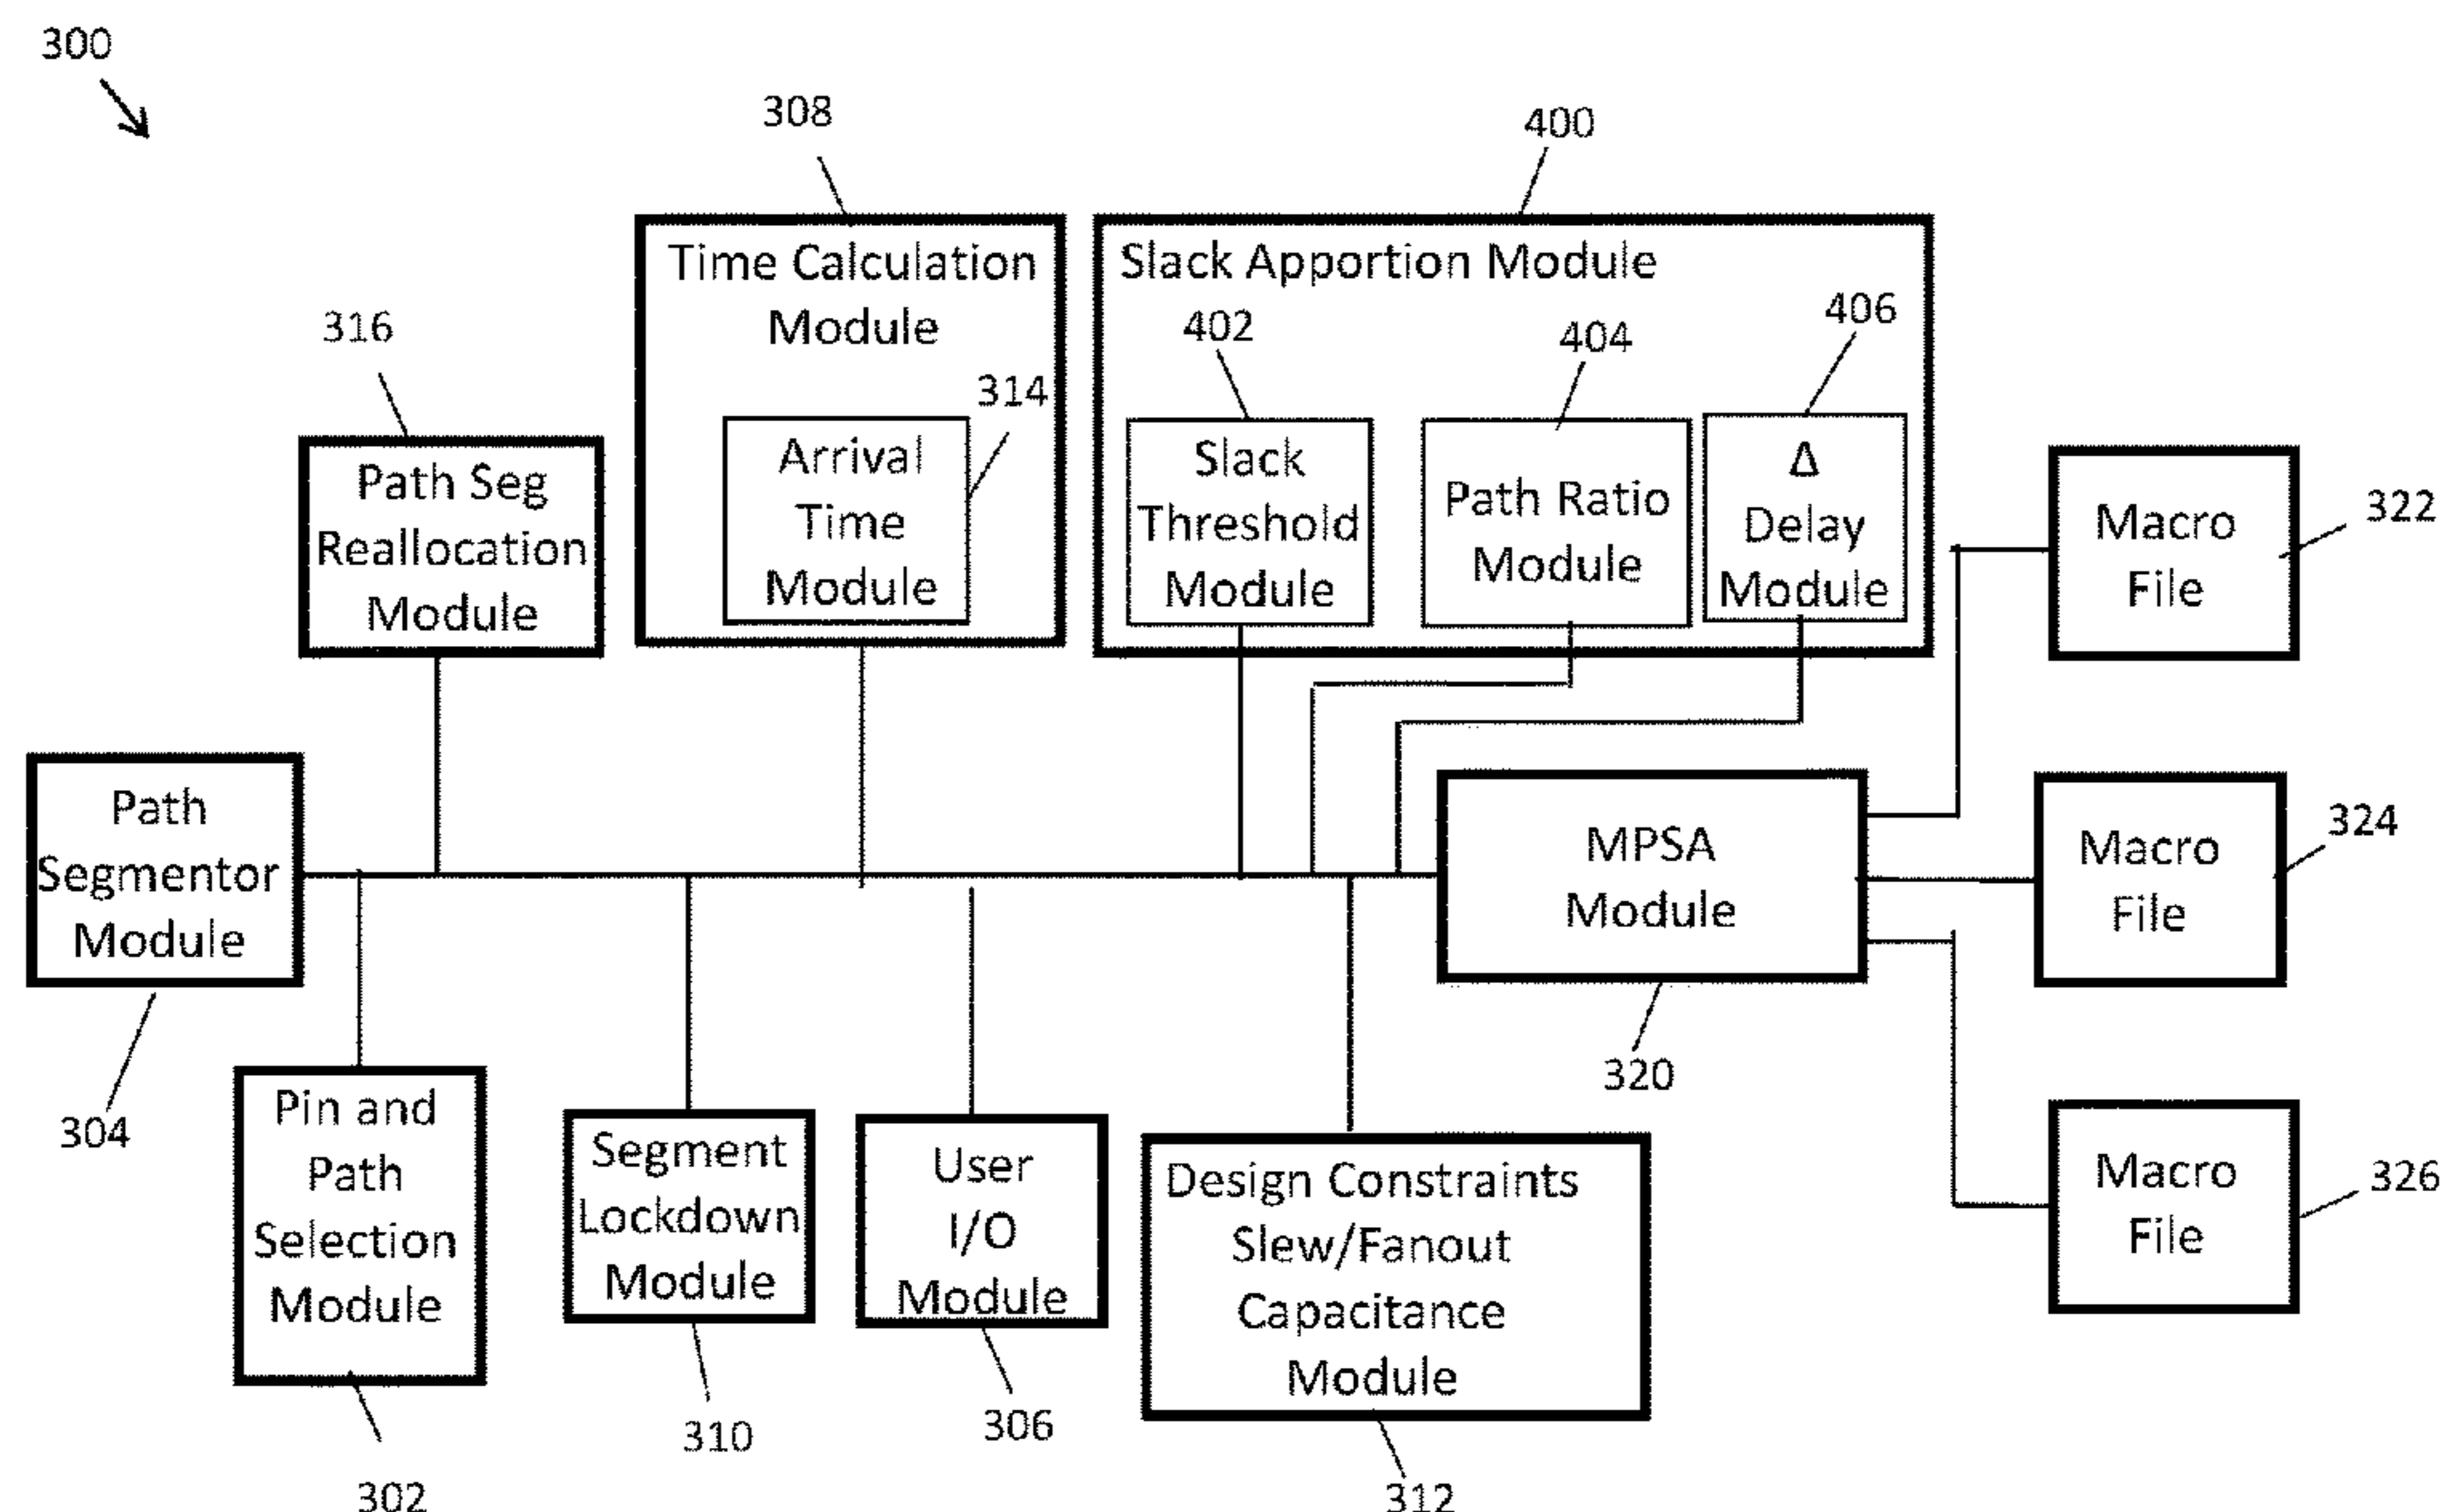 300
308
400
Time Calculation
Module
Slack Apportion Module
316
314
402
404
406
Path Seg
Reallocation
Module
Arrival
Time
Module
Slack
Threshold
Module
Path Ratio
Module
Δ
Delay
Module
Macro
File
322
Path
Segmentor
Module
304
MPSA
Module
320
Macro
File
324
Pin and
Path
Selection
Module
302
Segment
Lockdown
Module
310
User
I/O
Module
306
Design Constraints
Slew/Fanout
Capacitance
Module
312
Macro
File
326